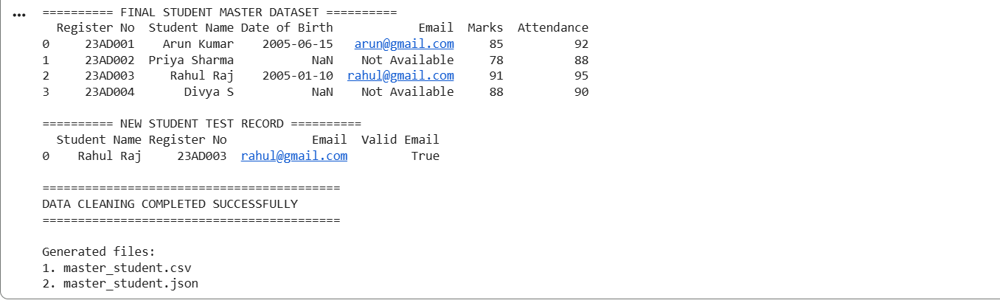 ...
========== FINAL STUDENT MASTER DATASET ==========
  Register No  Student Name Date of Birth            Email  Marks  Attendance
0     23AD001    Arun Kumar    2005-06-15   arun@gmail.com     85          92
1     23AD002  Priya Sharma           NaN    Not Available     78          88
2     23AD003     Rahul Raj    2005-01-10  rahul@gmail.com     91          95
3     23AD004       Divya S           NaN    Not Available     88          90
========== NEW STUDENT TEST RECORD ==========
  Student Name Register No            Email  Valid Email
0    Rahul Raj     23AD003  rahul@gmail.com         True
==========================================
DATA CLEANING COMPLETED SUCCESSFULLY
==========================================
Generated files:
1. master_student.csv
2. master_student.json